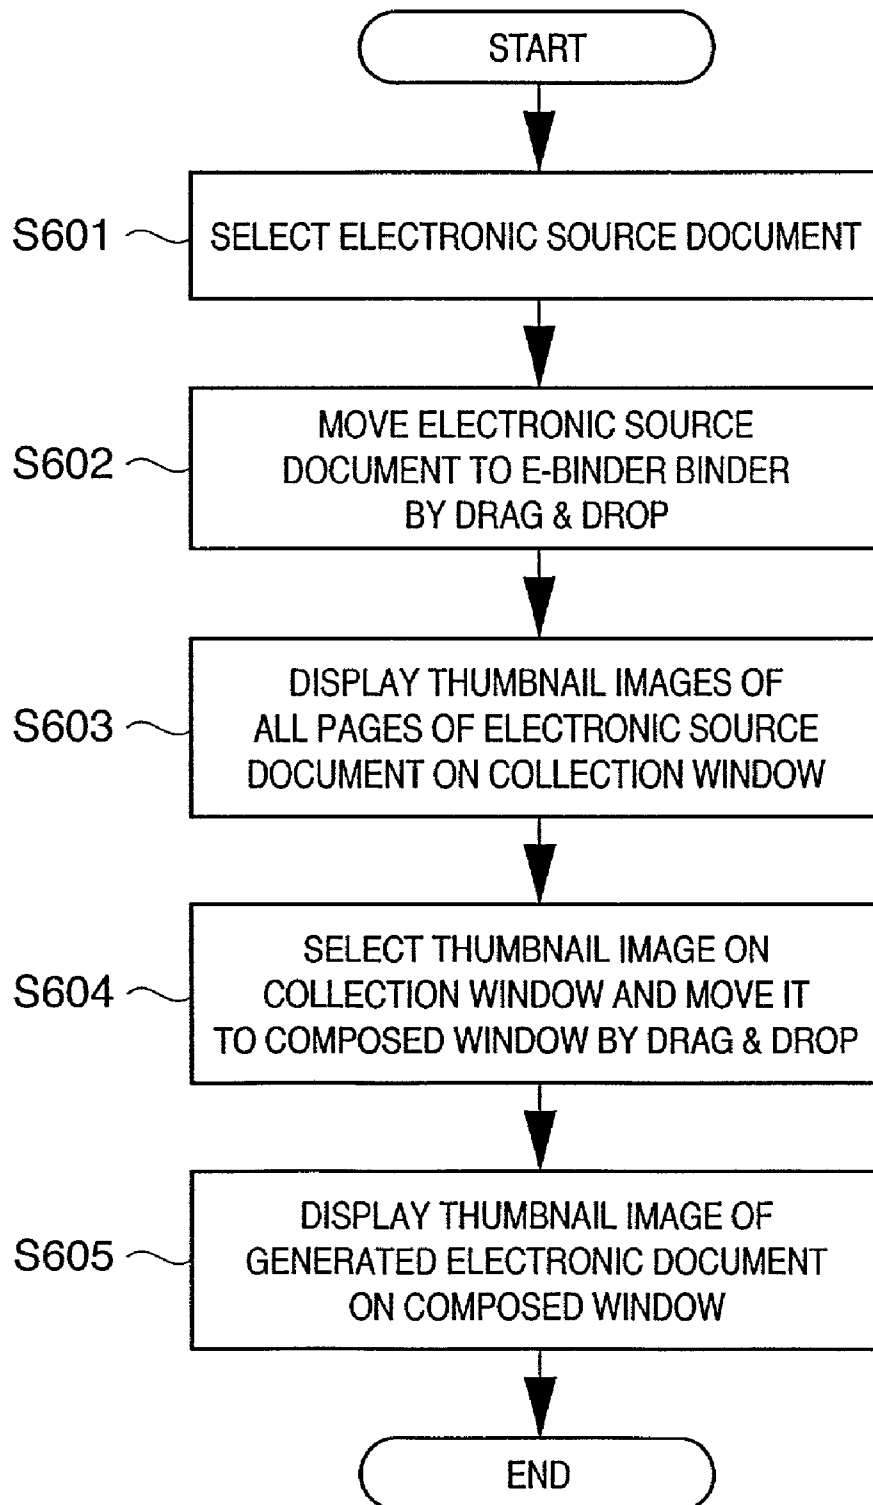 START
S601
SELECT ELECTRONIC SOURCE DOCUMENT
S602
MOVE ELECTRONIC SOURCE
DOCUMENT TO E-BINDER BINDER
BY DRAG & DROP
S603
DISPLAY THUMBNAIL IMAGES OF
ALL PAGES OF ELECTRONIC SOURCE
DOCUMENT ON COLLECTION WINDOW
S604
SELECT THUMBNAIL IMAGE ON
COLLECTION WINDOW AND MOVE IT
TO COMPOSED WINDOW BY DRAG & DROP
S605
DISPLAY THUMBNAIL IMAGE OF
GENERATED ELECTRONIC DOCUMENT
ON COMPOSED WINDOW
END